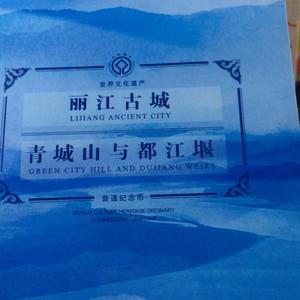 世界文化遗产
丽江古城
LIJIANG ANCIENT CITY
青城山与都江堰
GREEN CITY HILL AND DUJIANG WEIRS
普通纪念币
WORLD CULTURE HERITAGE ORDINARY